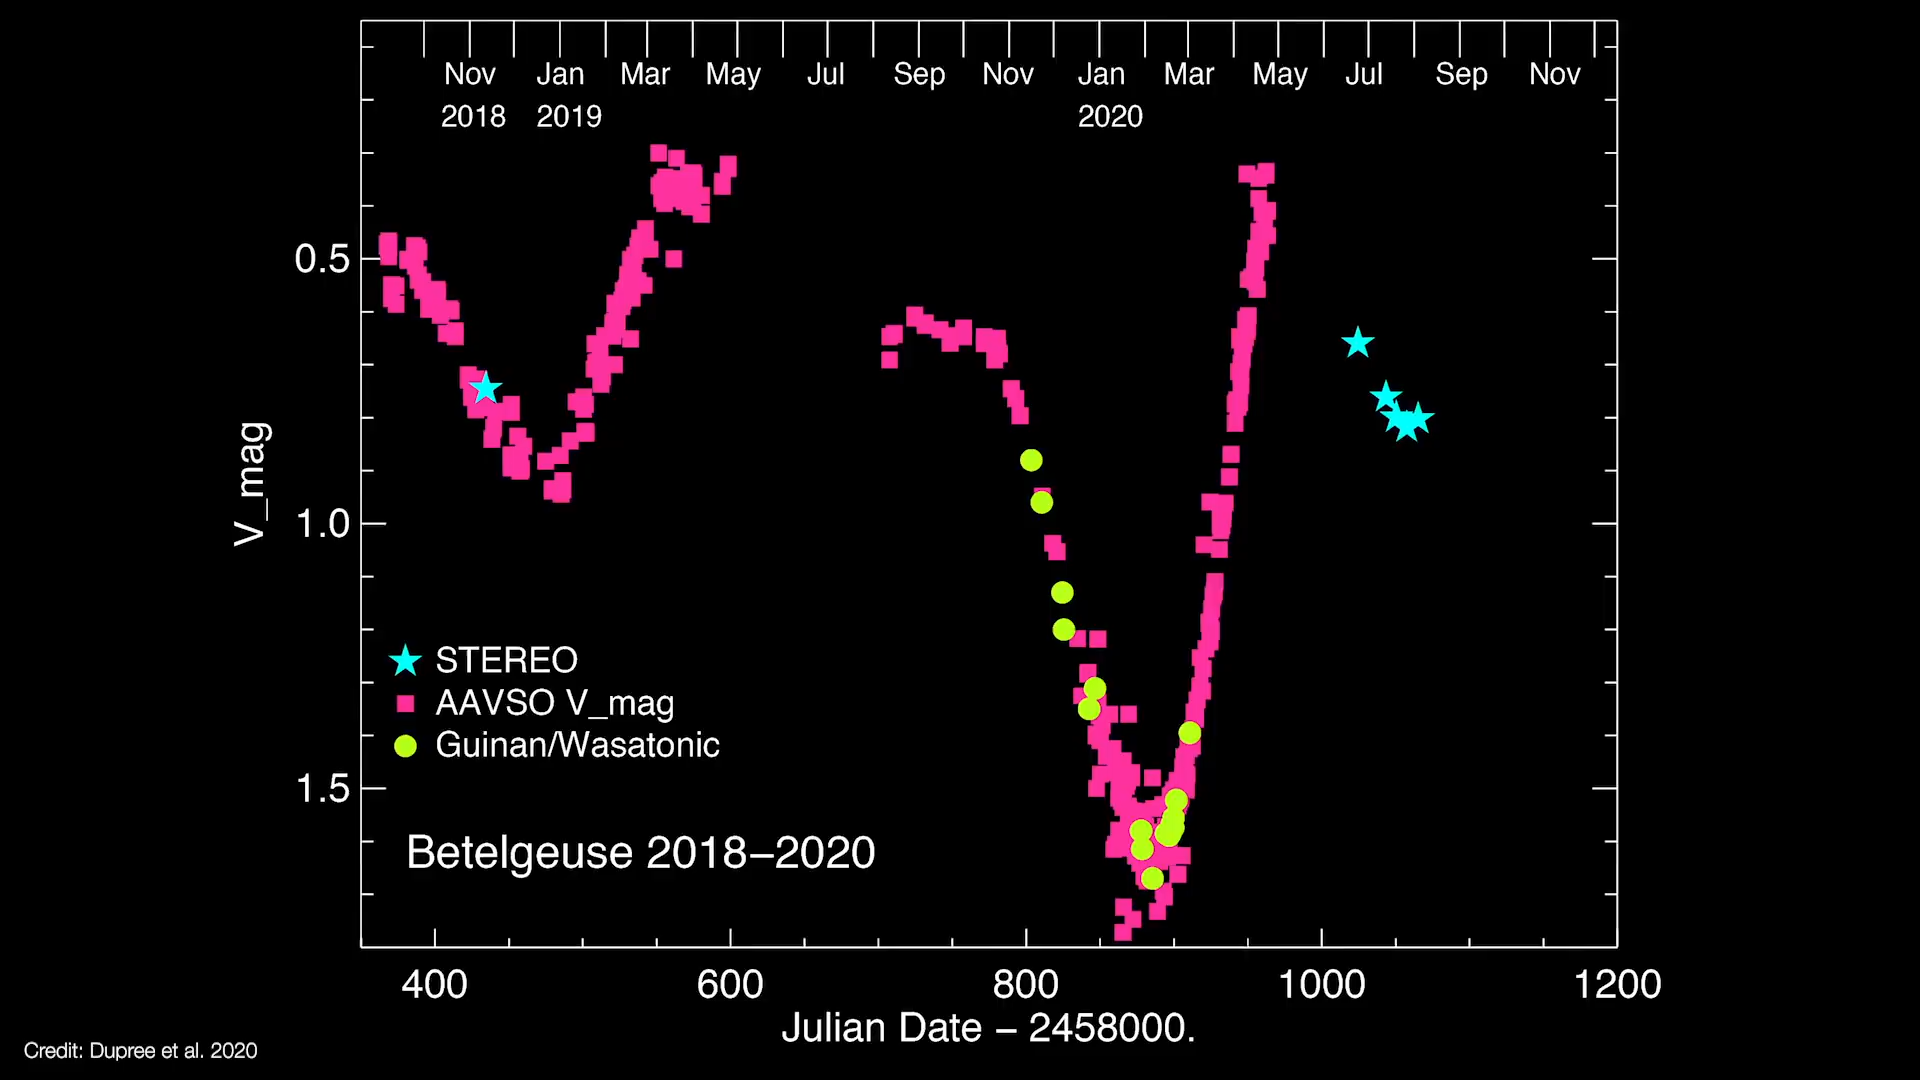 Nov Jan Mar May Jul Sep Nov Jan Mar May Jul Sep Nov
2018 2019 2020
0.5
V_mag
1.0
STEREO
AAVSO V_mag
Guinan/Wasatonic
1.5
Betelgeuse 2018–2020
400 600 800 1000 1200
Julian Date – 2458000.
Credit: Dupree et al. 2020